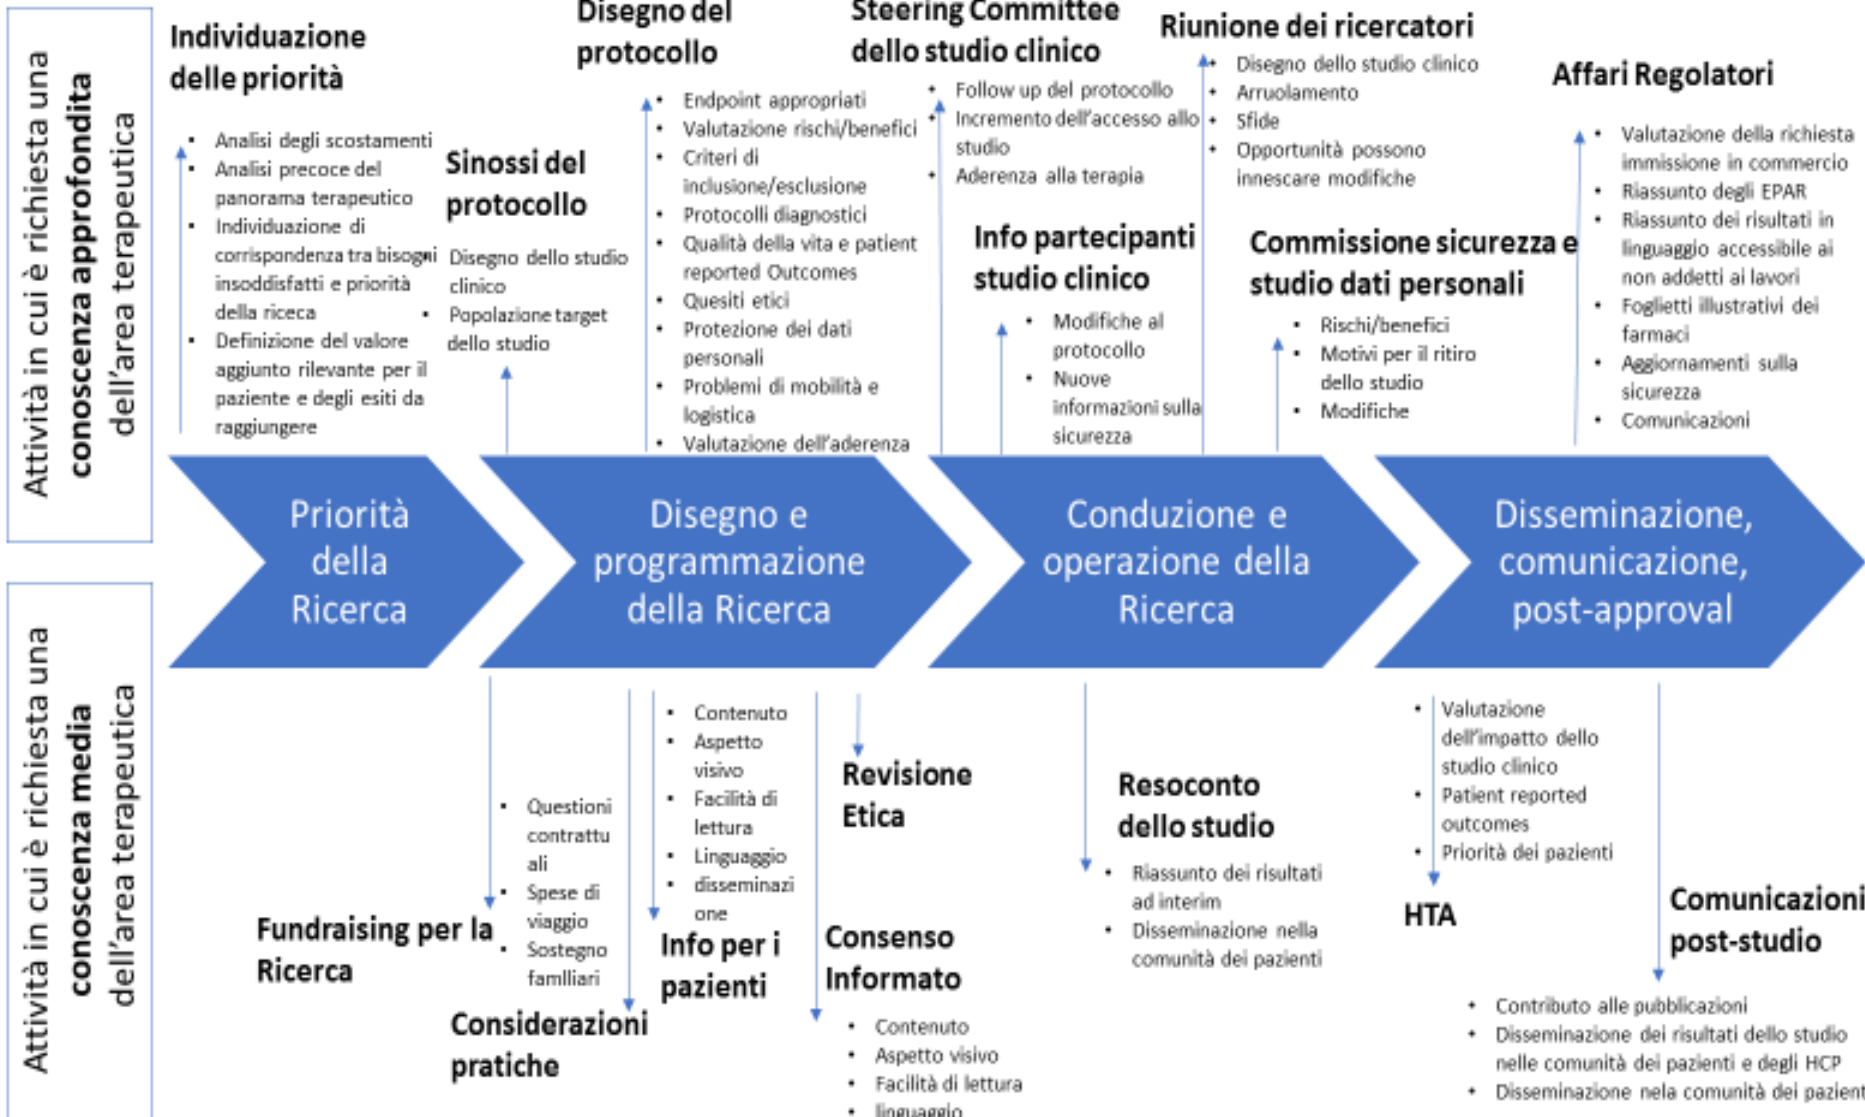 Attività in cui è richiesta una
conoscenza approfondita
dell'area terapeutica
Individuazione
delle priorità
• Analisi degli scostamenti
• Analisi precoce del
panorama terapeutico
• Individuazione di
corrispondenza tra bisogni
insoddisfatti e priorità
della riceca
• Definizione del valore
aggiunto rilevante per il
paziente e degli esiti da
raggiungere
Sinossi del
protocollo
• Disegno dello studio
clinico
• Popolazione target
dello studio
Disegno del
protocollo
• Endpoint appropriati
• Valutazione rischi/benefici
• Criteri di
inclusione/esclusione
• Protocolli diagnostici
• Qualità della vita e patient
reported Outcomes
• Quesiti etici
• Protezione dei dati
personali
• Problemi di mobilità e
logistica
• Valutazione dell'aderenza
Steering Committee
dello studio clinico
• Follow up del protocollo
• Incremento dell'accesso allo
studio
• Aderenza alla terapia
Info partecipanti
studio clinico
• Modifiche al
protocollo
• Nuove
informazioni sulla
sicurezza
Riunione dei ricercatori
• Disegno dello studio clinico
• Arruolamento
• Sfide
• Opportunità possono
innescare modifiche
Commissione sicurezza e
studio dati personali
• Rischi/benefici
• Motivi per il ritiro
dello studio
• Modifiche
Affari Regolatori
• Valutazione della richiesta
immissione in commercio
• Riassunto degli EPAR
• Riassunto dei risultati in
linguaggio accessibile ai
non addetti ai lavori
• Foglietti illustrativi dei
farmaci
• Aggiornamenti sulla
sicurezza
• Comunicazioni
Priorità
della
Ricerca
Disegno e
programmazione
della Ricerca
Conduzione e
operazione della
Ricerca
Disseminazione,
comunicazione,
post-approval
Attività in cui è richiesta una
conoscenza media
dell'area terapeutica
Fundraising per la
Ricerca
• Questioni
contrattu
ali
• Spese di
viaggio
• Sostegno
famlliari
Considerazioni
pratiche
• Contenuto
• Aspetto
visivo
• Facilità di
lettura
• Linguaggio
• disseminazi
one
Info per i
pazienti
Revisione
Etica
Consenso
Informato
• Contenuto
• Aspetto visivo
• Facilità di lettura
• linguaggio
Resoconto
dello studio
• Riassunto dei risultati
ad interim
• Disseminazione nella
comunità dei pazienti
• Valutazione
dell'impatto dello
studio clinico
• Patient reported
outcomes
• Priorità dei pazienti
HTA
Comunicazioni
post-studio
• Contributo alle pubblicazioni
• Disseminazione dei risultati dello studio
nelle comunità dei pazienti e degli HCP
• Disseminazione nela comunità dei pazient